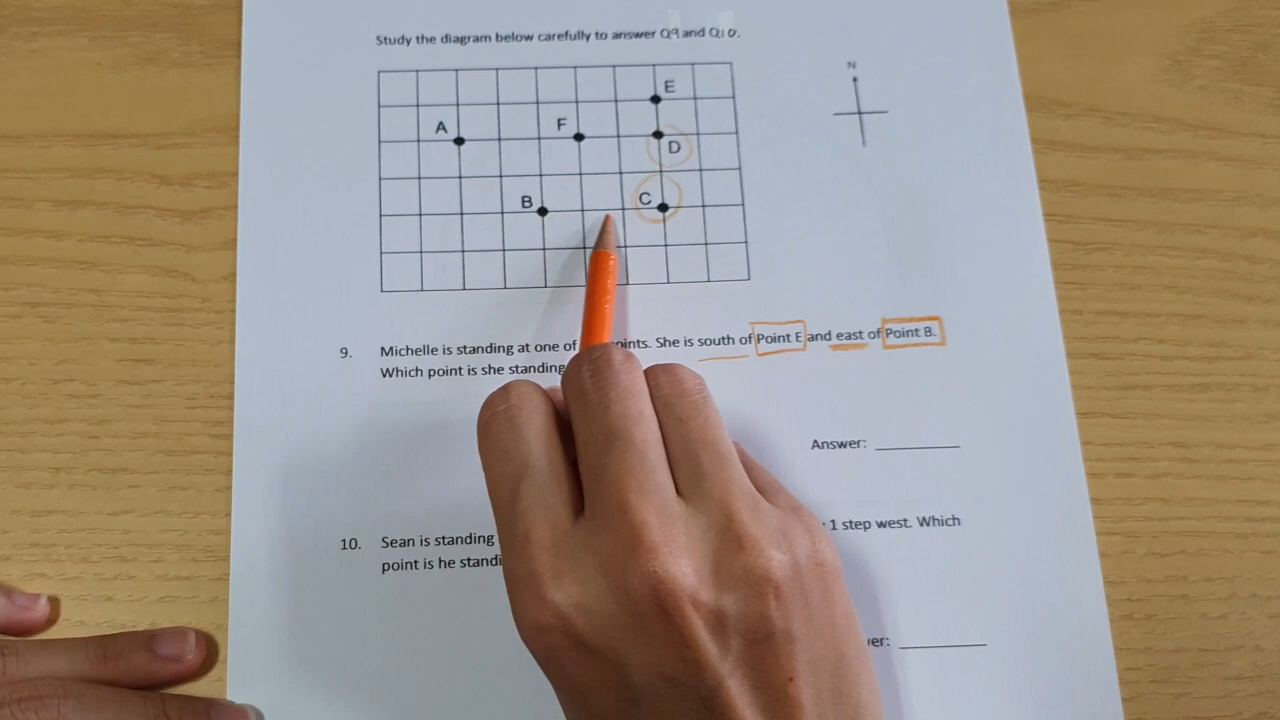 Study the diagram below carefully to answer Q9 and Q10.
N
E
A
F
D
B
C
9. Michelle is standing at one of points. She is south of Point E and east of Point B.
Which point is she standing
Answer:
10. Sean is standing 1 step west. Which
point is he standi